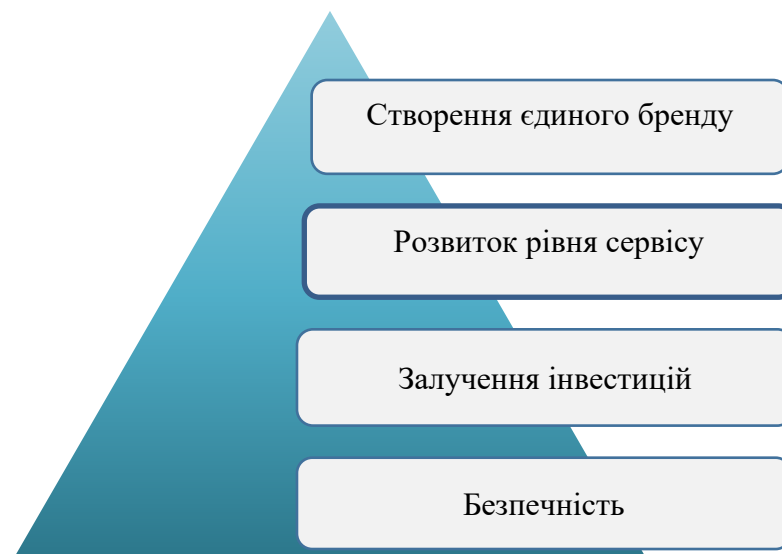 Створення єдиного бренду
Розвиток рівня сервісу
Залучення інвестицій
Безпечність